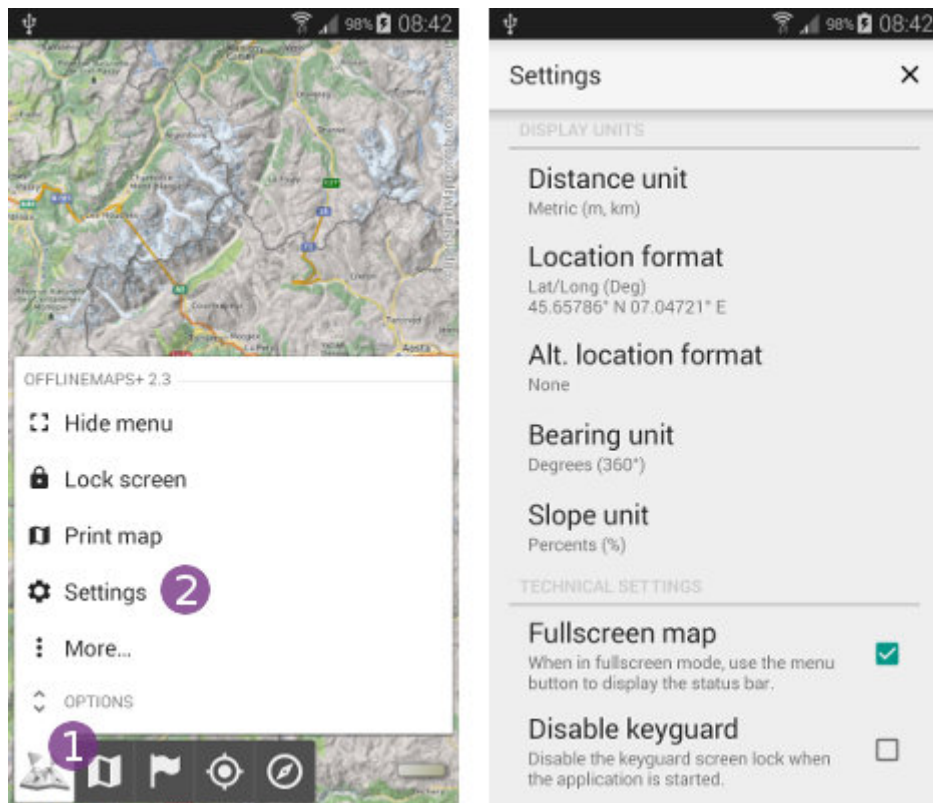 98% 08:42
Courmayeur
Morgex
Aosta
OFFLINEMAPS+ 2.3
Hide menu
Lock screen
Print map
Settings 2
More...
OPTIONS
1
98% 08:42
Settings
DISPLAY UNITS
Distance unit
Metric (m, km)
Location format
Lat/Long (Deg)
45.65786° N 07.04721° E
Alt. location format
None
Bearing unit
Degrees (360°)
Slope unit
Percents (%)
TECHNICAL SETTINGS
Fullscreen map
When in fullscreen mode, use the menu
button to display the status bar.
Disable keyguard
Disable the keyguard screen lock when
the application is started.